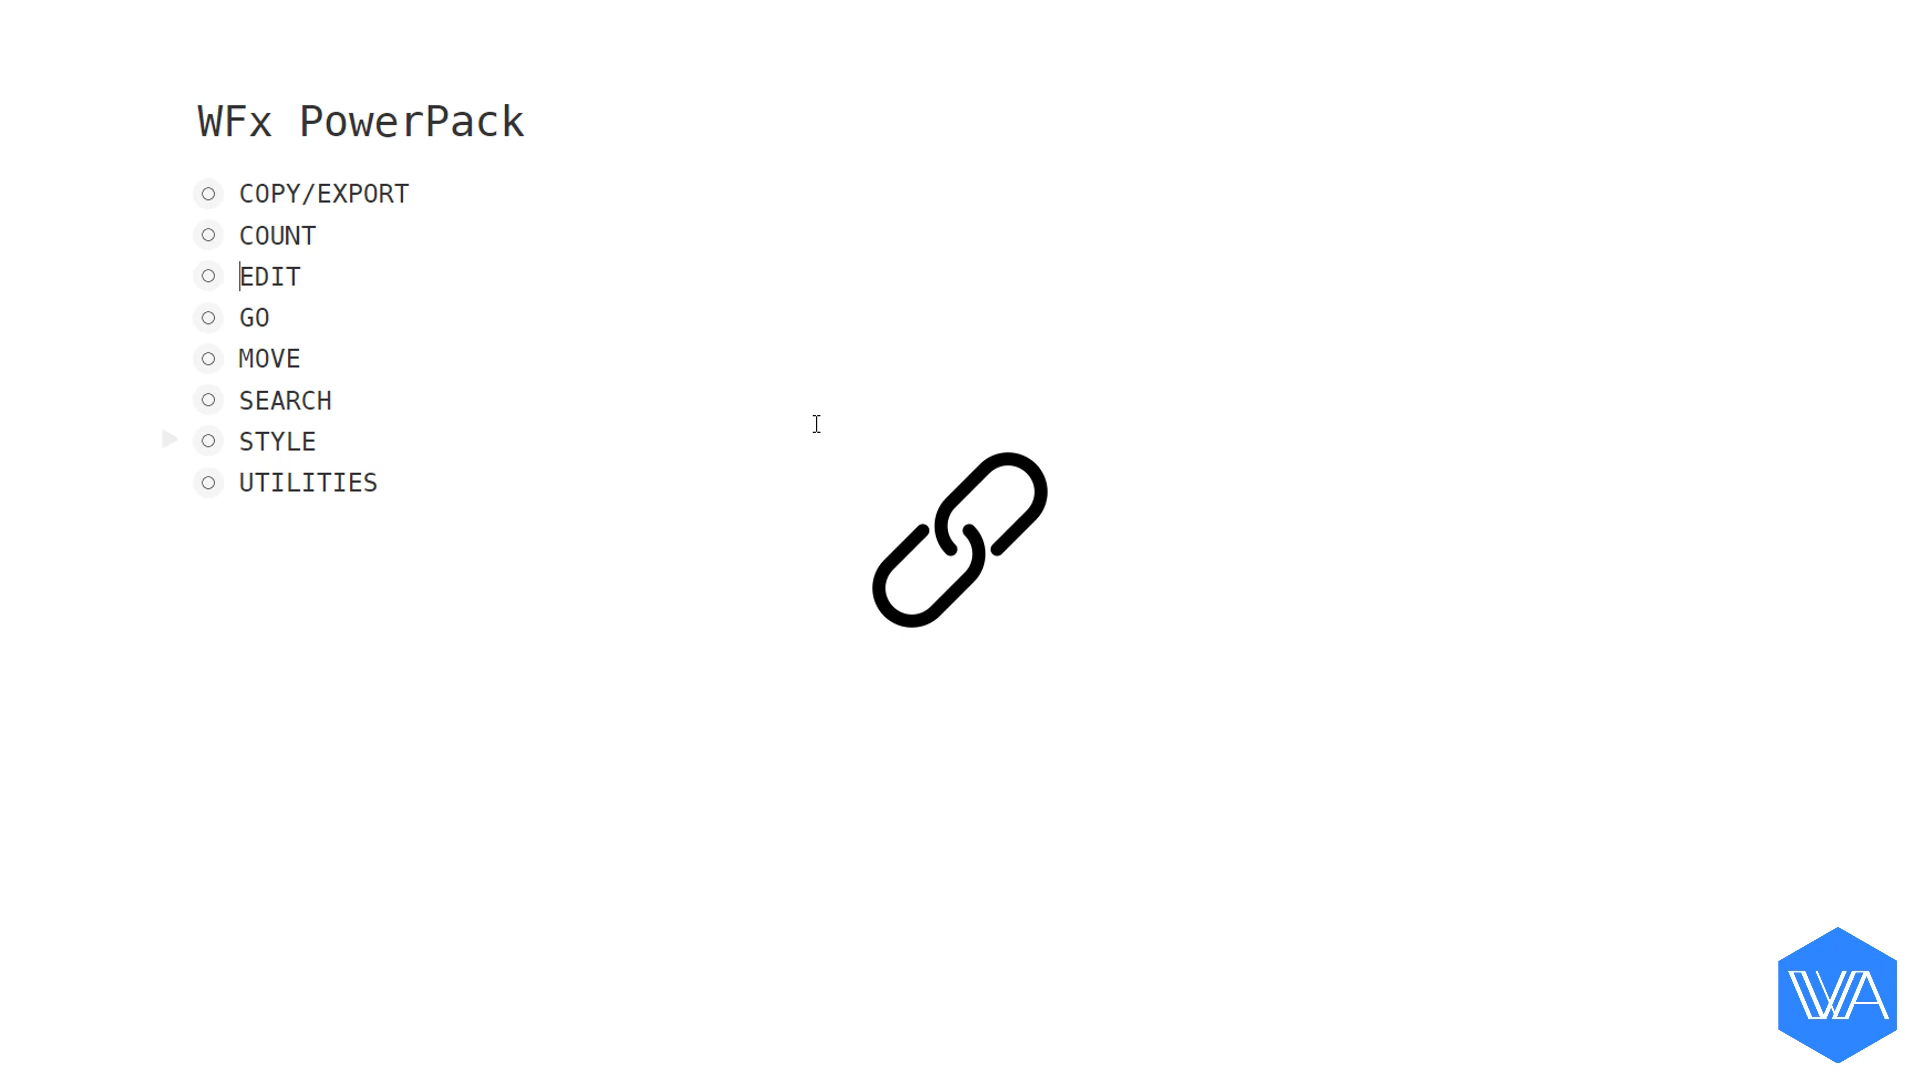 WFx PowerPack
COPY/EXPORT
COUNT
EDIT
GO
MOVE
SEARCH
STYLE
UTILITIES
WA